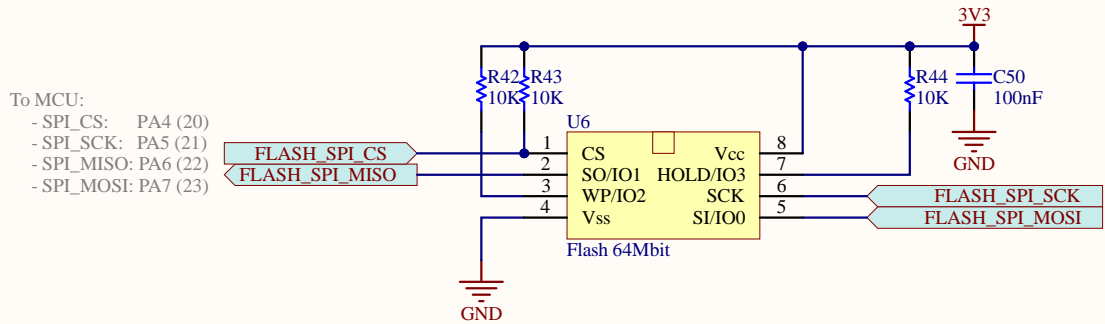 3V3
R42
10K
R43
10K
R44
10K
C50
100nF
GND
To MCU:
- SPI_CS: PA4 (20)
- SPI_SCK: PA5 (21)
- SPI_MISO: PA6 (22)
- SPI_MOSI: PA7 (23)
U6
FLASH_SPI_CS 1 CS Vcc 8
FLASH_SPI_MISO 2 SO/IO1 HOLD/IO3 7
3 WP/IO2 SCK 6 FLASH_SPI_SCK
4 Vss SI/IO0 5 FLASH_SPI_MOSI
Flash 64Mbit
GND